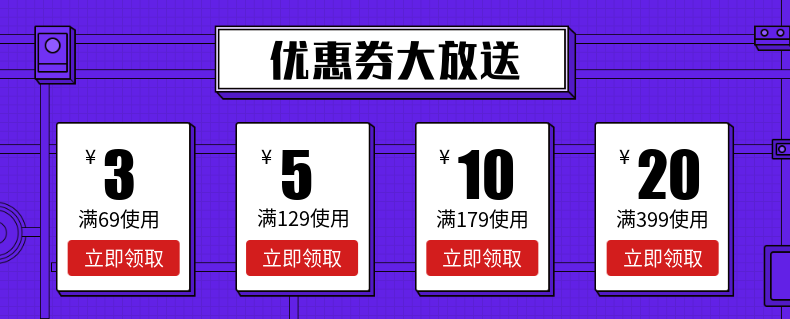 优惠券大放送
¥3
满69使用
立即领取
¥5
满129使用
立即领取
¥10
满179使用
立即领取
¥20
满399使用
立即领取